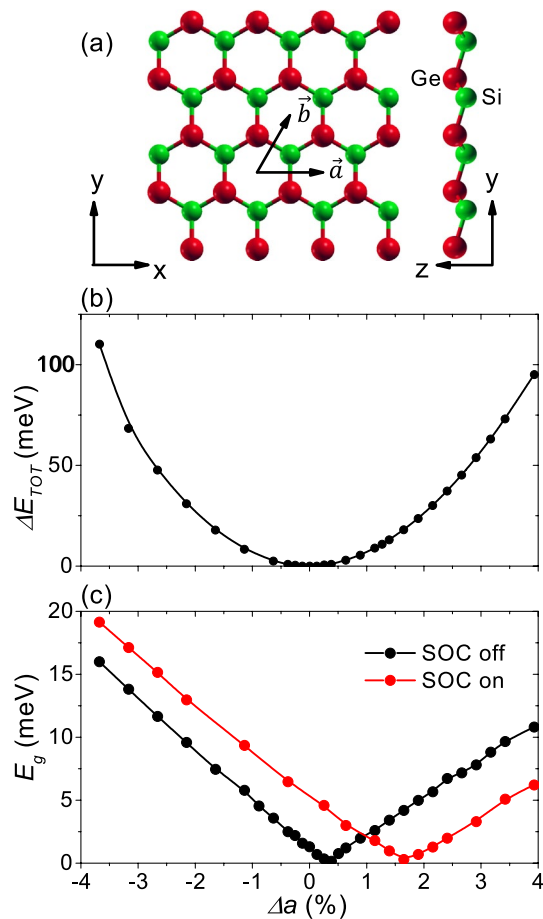 (a)
Ge
Si
b
a
y
x
y
z
(b)
100
50
0
ΔE_TOT (meV)
(c)
20
15
10
5
0
E_g (meV)
SOC off
SOC on
-4 -3 -2 -1 0 1 2 3 4
Δa (%)